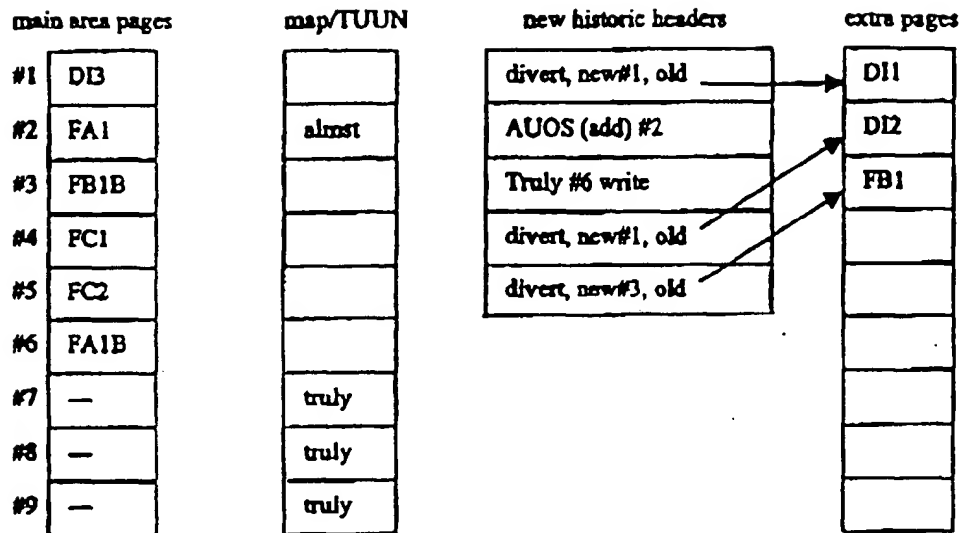 main area pages map/TUUN new historic headers extra pages
#1 DI3 divert, new#1, old DI1
#2 FA1 almst AUOS (add) #2 DI2
#3 FB1B Truly #6 write FB1
#4 FC1 divert, new#1, old
#5 FC2 divert, new#3, old
#6 FA1B
#7 — truly
#8 — truly
#9 — truly